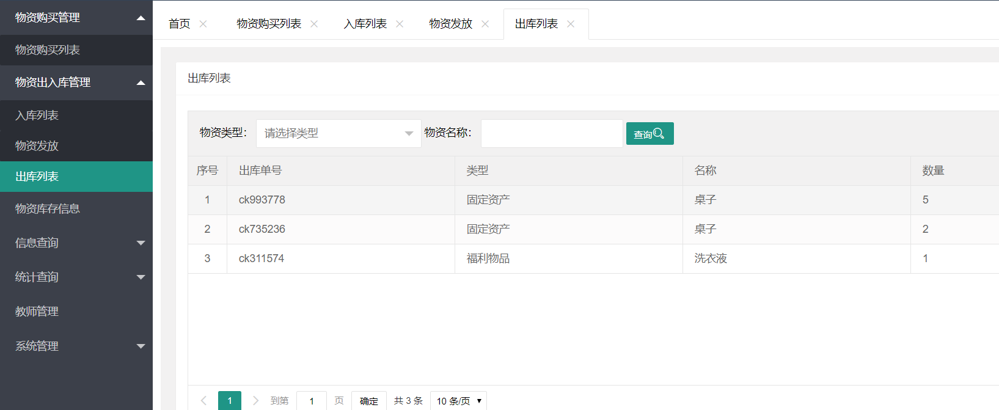 物资购买管理
物资购买列表
物资出入库管理
入库列表
物资发放
出库列表
物资库存信息
信息查询
统计查询
教师管理
系统管理
首页 物资购买列表 入库列表 物资发放 出库列表
出库列表
物资类型： 请选择类型 物资名称： 查询
序号 出库单号 类型 名称 数量
1 ck993778 固定资产 桌子 5
2 ck735236 固定资产 桌子 2
3 ck311574 福利物品 洗衣液 1
1 到第 1 页 确定 共 3 条 10 条/页